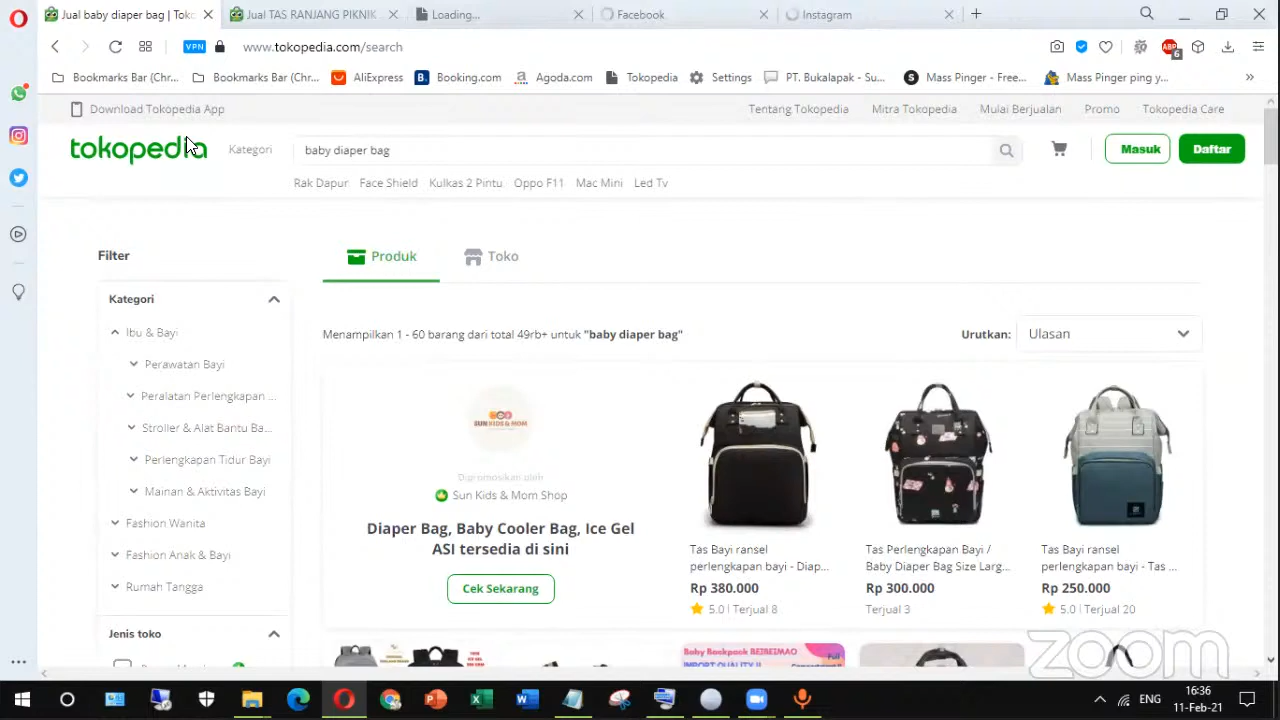 Jual baby diaper bag | Toko
Jual TAS RANJANG PIKNIK
Loading...
Facebook
Instagram
VPN
www.tokopedia.com/search
ABP
6
Bookmarks Bar (Chr...
Bookmarks Bar (Chr...
AliExpress
B.
Booking.com
a
Agoda.com
Tokopedia
Settings
PT. Bukalapak - Su...
S
Mass Pinger - Free...
Mass Pinger ping y...
Download Tokopedia App
Tentang Tokopedia
Mitra Tokopedia
Mulai Berjualan
Promo
Tokopedia Care
tokopedia
Kategori
baby diaper bag
Masuk
Daftar
Rak Dapur
Face Shield
Kulkas 2 Pintu
Oppo F11
Mac Mini
Led Tv
Filter
Produk
Toko
Kategori
Menampilkan 1 - 60 barang dari total 49rb+ untuk "baby diaper bag"
Urutkan:
Ulasan
Ibu & Bayi
Perawatan Bayi
Peralatan Perlengkapan ...
Stroller & Alat Bantu Ba...
Perlengkapan Tidur Bayi
Mainan & Aktivitas Bayi
Fashion Wanita
Fashion Anak & Bayi
Rumah Tangga
Jenis toko
SUN KIDS & MOM
Dipromosikan oleh
Sun Kids & Mom Shop
Diaper Bag, Baby Cooler Bag, Ice Gel
ASI tersedia di sini
Cek Sekarang
Tas Bayi ransel
perlengkapan bayi - Diap...
Rp 380.000
5.0 | Terjual 8
Tas Perlengkapan Bayi /
Baby Diaper Bag Size Larg...
Rp 300.000
Terjual 3
Tas Bayi ransel
perlengkapan bayi - Tas ...
Rp 250.000
5.0 | Terjual 20
Baby Backpack BEIREIMAO
Full
IMPORT QUALITY !!
zoom
ENG
16:36
11-Feb-21